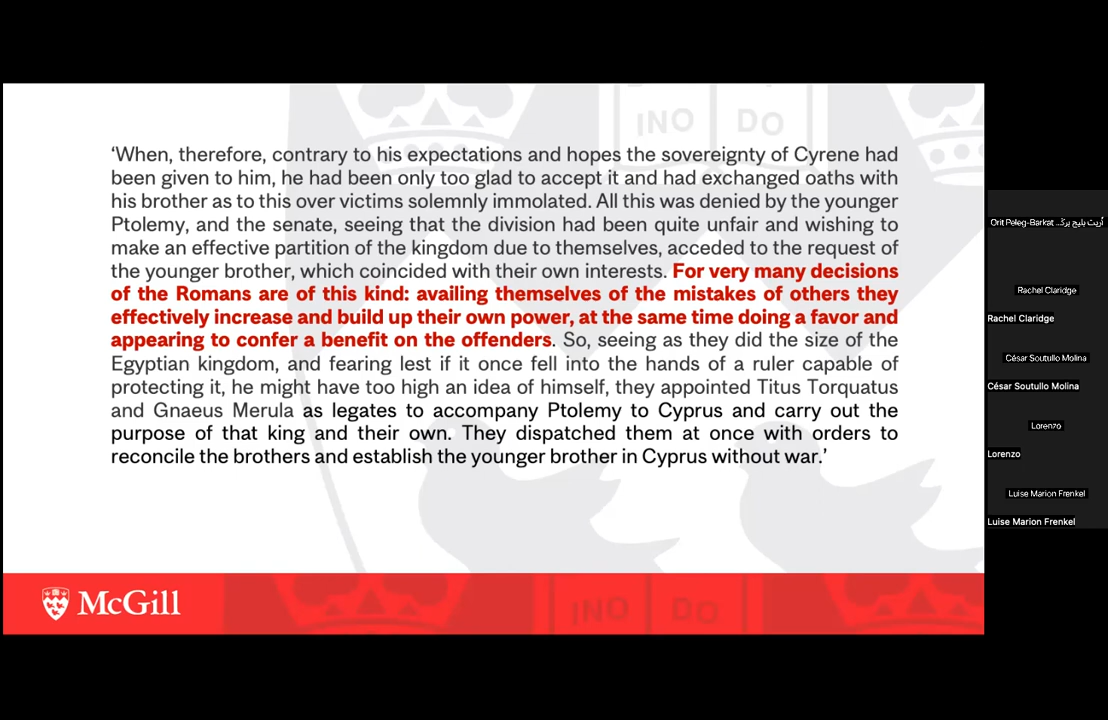 ‘When, therefore, contrary to his expectations and hopes the sovereignty of Cyrene had
been given to him, he had been only too glad to accept it and had exchanged oaths with
his brother as to this over victims solemnly immolated. All this was denied by the younger
Ptolemy, and the senate, seeing that the division had been quite unfair and wishing to
make an effective partition of the kingdom due to themselves, acceded to the request of
the younger brother, which coincided with their own interests. For very many decisions
of the Romans are of this kind: availing themselves of the mistakes of others they
effectively increase and build up their own power, at the same time doing a favor and
appearing to confer a benefit on the offenders. So, seeing as they did the size of the
Egyptian kingdom, and fearing lest if it once fell into the hands of a ruler capable of
protecting it, he might have too high an idea of himself, they appointed Titus Torquatus
and Gnaeus Merula as legates to accompany Ptolemy to Cyprus and carry out the
purpose of that king and their own. They dispatched them at once with orders to
reconcile the brothers and establish the younger brother in Cyprus without war.’
INO DO
McGill
INO DO
Orit Peleg-Barkat ...
Rachel Claridge
Rachel Claridge
César Soutullo Molina
César Soutullo Molina
Lorenzo
Lorenzo
Luise Marion Frenkel
Luise Marion Frenkel